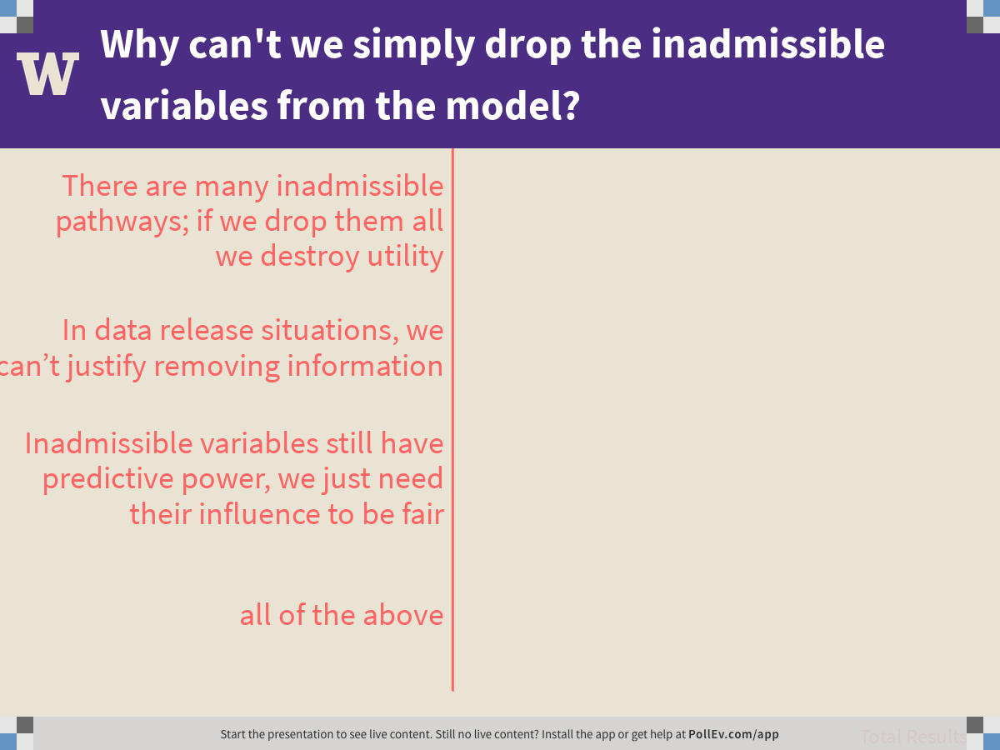 W
Why can't we simply drop the inadmissible
variables from the model?
There are many inadmissible
pathways; if we drop them all
we destroy utility
In data release situations, we
can’t justify removing information
Inadmissible variables still have
predictive power, we just need
their influence to be fair
all of the above
Start the presentation to see live content. Still no live content? Install the app or get help at PollEv.com/app
Total Results